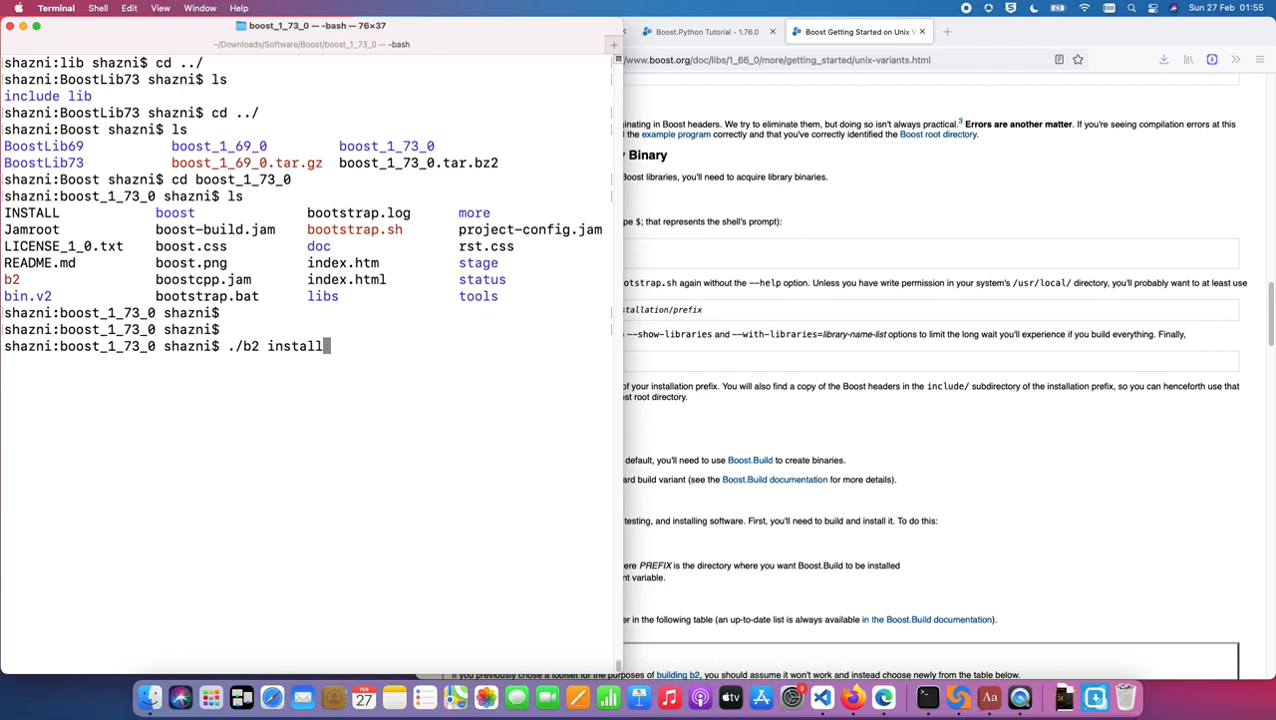 Terminal Shell Edit View Window Help
Sun 27 Feb 01:55
boost_1_73_0 — -bash — 76×37
~/Downloads/Software/Boost/boost_1_73_0 — -bash
shazni:lib shazni$ cd ../
shazni:BoostLib73 shazni$ ls
include lib
shazni:BoostLib73 shazni$ cd ../
shazni:Boost shazni$ ls
BoostLib69 boost_1_69_0 boost_1_73_0
BoostLib73 boost_1_69_0.tar.gz boost_1_73_0.tar.bz2
shazni:Boost shazni$ cd boost_1_73_0
shazni:boost_1_73_0 shazni$ ls
INSTALL boost bootstrap.log more
Jamroot boost-build.jam bootstrap.sh project-config.jam
LICENSE_1_0.txt boost.css doc rst.css
README.md boost.png index.htm stage
b2 boostcpp.jam index.html status
bin.v2 bootstrap.bat libs tools
shazni:boost_1_73_0 shazni$
shazni:boost_1_73_0 shazni$
shazni:boost_1_73_0 shazni$ ./b2 install
Boost.Python Tutorial - 1.76.0
Boost Getting Started on Unix V
www.boost.org/doc/libs/1_66_0/more/getting_started/unix-variants.html
ginating in Boost headers. We try to eliminate them, but doing so isn't always practical.3 Errors are another matter. If you're seeing compilation errors at this
the example program correctly and that you've correctly identified the Boost root directory.
y Binary
Boost libraries, you'll need to acquire library binaries.
pe $; that represents the shell's prompt):
otstrap.sh again without the --help option. Unless you have write permission in your system's /usr/local/ directory, you'll probably want to at least use
stallation/prefix
--show-libraries and --with-libraries=library-name-list options to limit the long wait you'll experience if you build everything. Finally,
of your installation prefix. You will also find a copy of the Boost headers in the include/ subdirectory of the installation prefix, so you can henceforth use that
ost root directory.
default, you'll need to use Boost.Build to create binaries.
ard build variant (see the Boost.Build documentation for more details).
testing, and installing software. First, you'll need to build and install it. To do this:
ere PREFIX is the directory where you want Boost.Build to be installed
nt variable.
er in the following table (an up-to-date list is always available in the Boost.Build documentation).
If you previously chose a toolset for the purposes of building b2, you should assume it won't work and instead choose newly from the table below.
FEB
27
tv
Aa